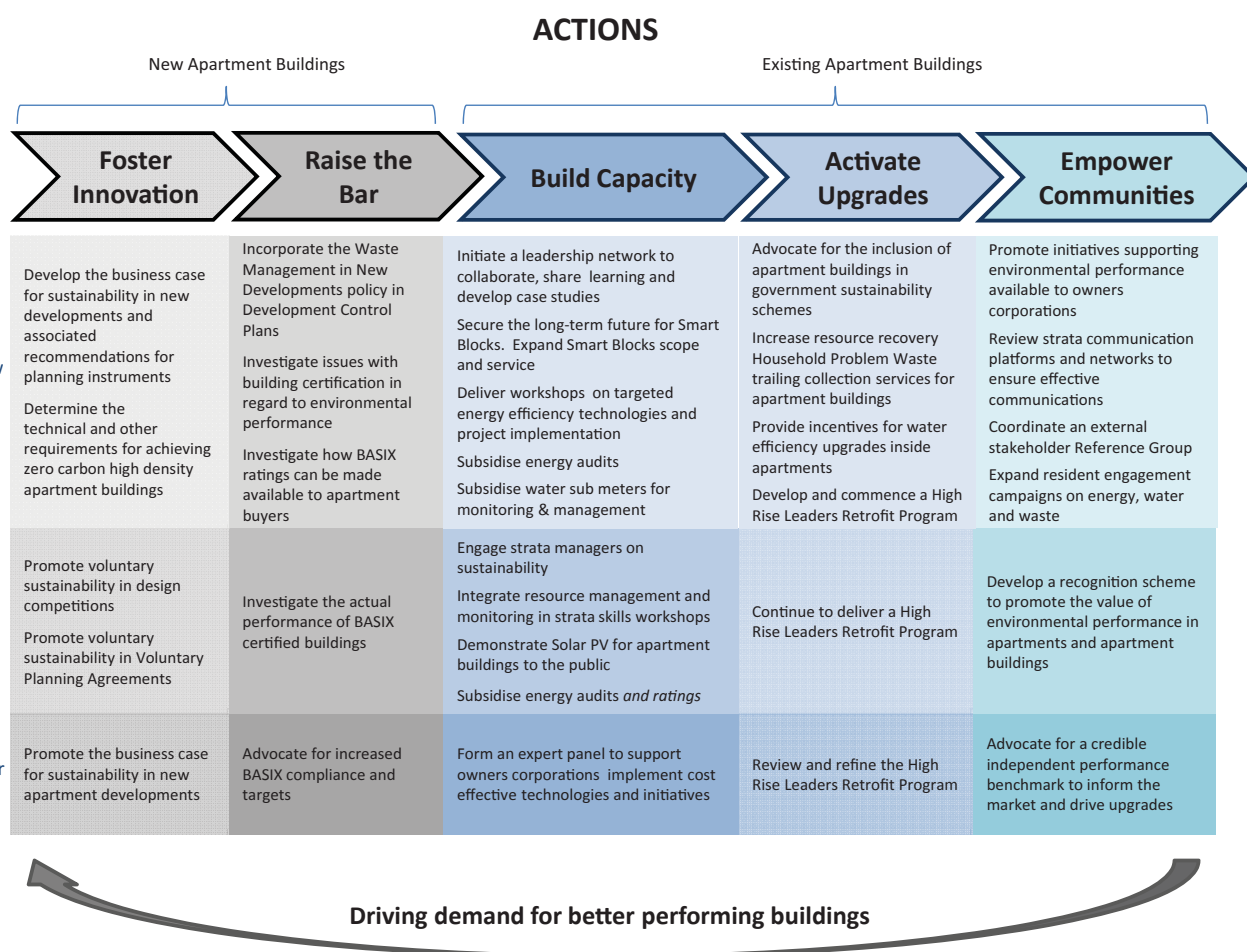 ACTIONS
New Apartment Buildings
Existing Apartment Buildings
Foster
Innovation
Raise the
Bar
Build Capacity
Activate
Upgrades
Empower
Communities
Develop the business case
for sustainability in new
developments and
associated
recommendations for
planning instruments
Determine the
technical and other
requirements for achieving
zero carbon high density
apartment buildings
Incorporate the Waste
Management in New
Developments policy in
Development Control
Plans
Investigate issues with
building certification in
regard to environmental
performance
Investigate how BASIX
ratings can be made
available to apartment
buyers
Initiate a leadership network to
collaborate, share learning and
develop case studies
Secure the long-term future for Smart
Blocks. Expand Smart Blocks scope
and service
Deliver workshops on targeted
energy efficiency technologies and
project implementation
Subsidise energy audits
Subsidise water sub meters for
monitoring & management
Advocate for the inclusion of
apartment buildings in
government sustainability
schemes
Increase resource recovery
Household Problem Waste
trailing collection services for
apartment buildings
Provide incentives for water
efficiency upgrades inside
apartments
Develop and commence a High
Rise Leaders Retrofit Program
Promote initiatives supporting
environmental performance
available to owners
corporations
Review strata communication
platforms and networks to
ensure effective
communications
Coordinate an external
stakeholder Reference Group
Expand resident engagement
campaigns on energy, water
and waste
Promote voluntary
sustainability in design
competitions
Promote voluntary
sustainability in Voluntary
Planning Agreements
Investigate the actual
performance of BASIX
certified buildings
Engage strata managers on
sustainability
Integrate resource management and
monitoring in strata skills workshops
Demonstrate Solar PV for apartment
buildings to the public
Subsidise energy audits and ratings
Continue to deliver a High
Rise Leaders Retrofit Program
Develop a recognition scheme
to promote the value of
environmental performance in
apartments and apartment
buildings
Promote the business case
for sustainability in new
apartment developments
Advocate for increased
BASIX compliance and
targets
Form an expert panel to support
owners corporations implement cost
effective technologies and initiatives
Review and refine the High
Rise Leaders Retrofit Program
Advocate for a credible
independent performance
benchmark to inform the
market and drive upgrades
Driving demand for better performing buildings